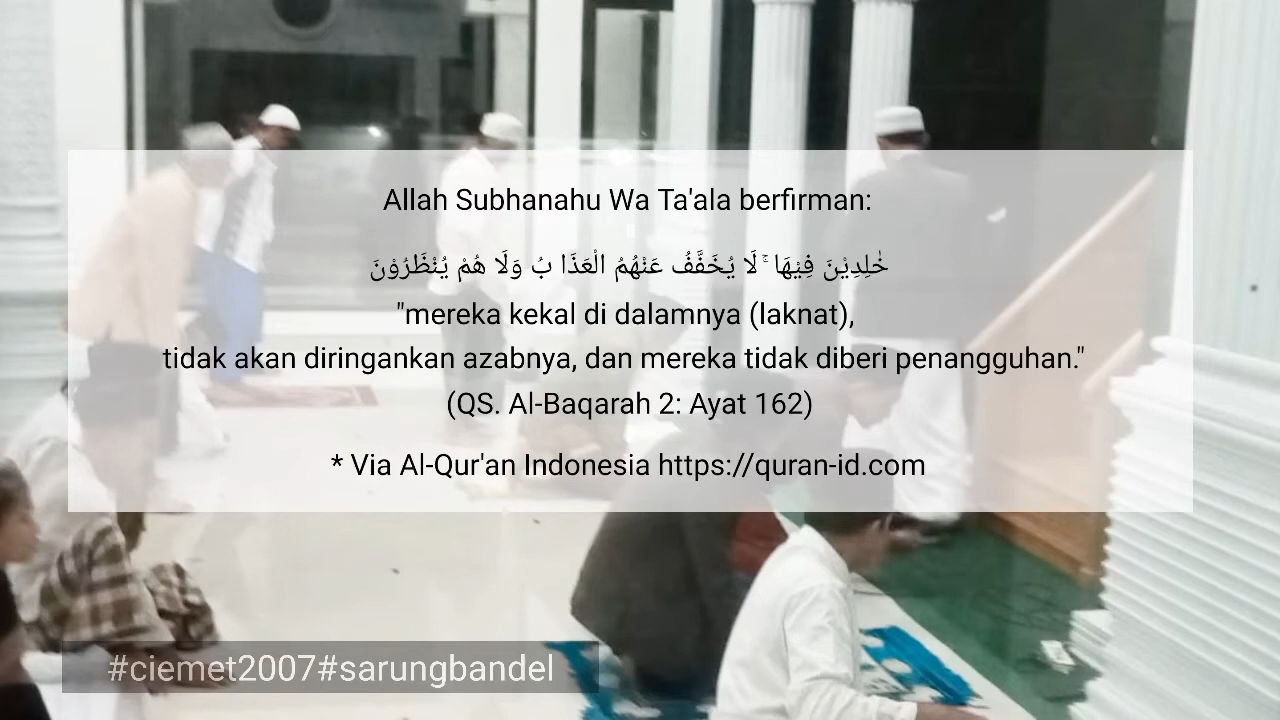 Allah Subhanahu Wa Ta'ala berfirman:
خٰلِدِيْنَ فِيْهَا ۚ لَا يُخَفَّفُ عَنْهُمُ الْعَذَا بُ وَلَا هُمْ يُنْظَرُوْنَ
"mereka kekal di dalamnya (laknat),
tidak akan diringankan azabnya, dan mereka tidak diberi penangguhan."
(QS. Al-Baqarah 2: Ayat 162)
* Via Al-Qur'an Indonesia https://quran-id.com
#ciemet2007#sarungbandel